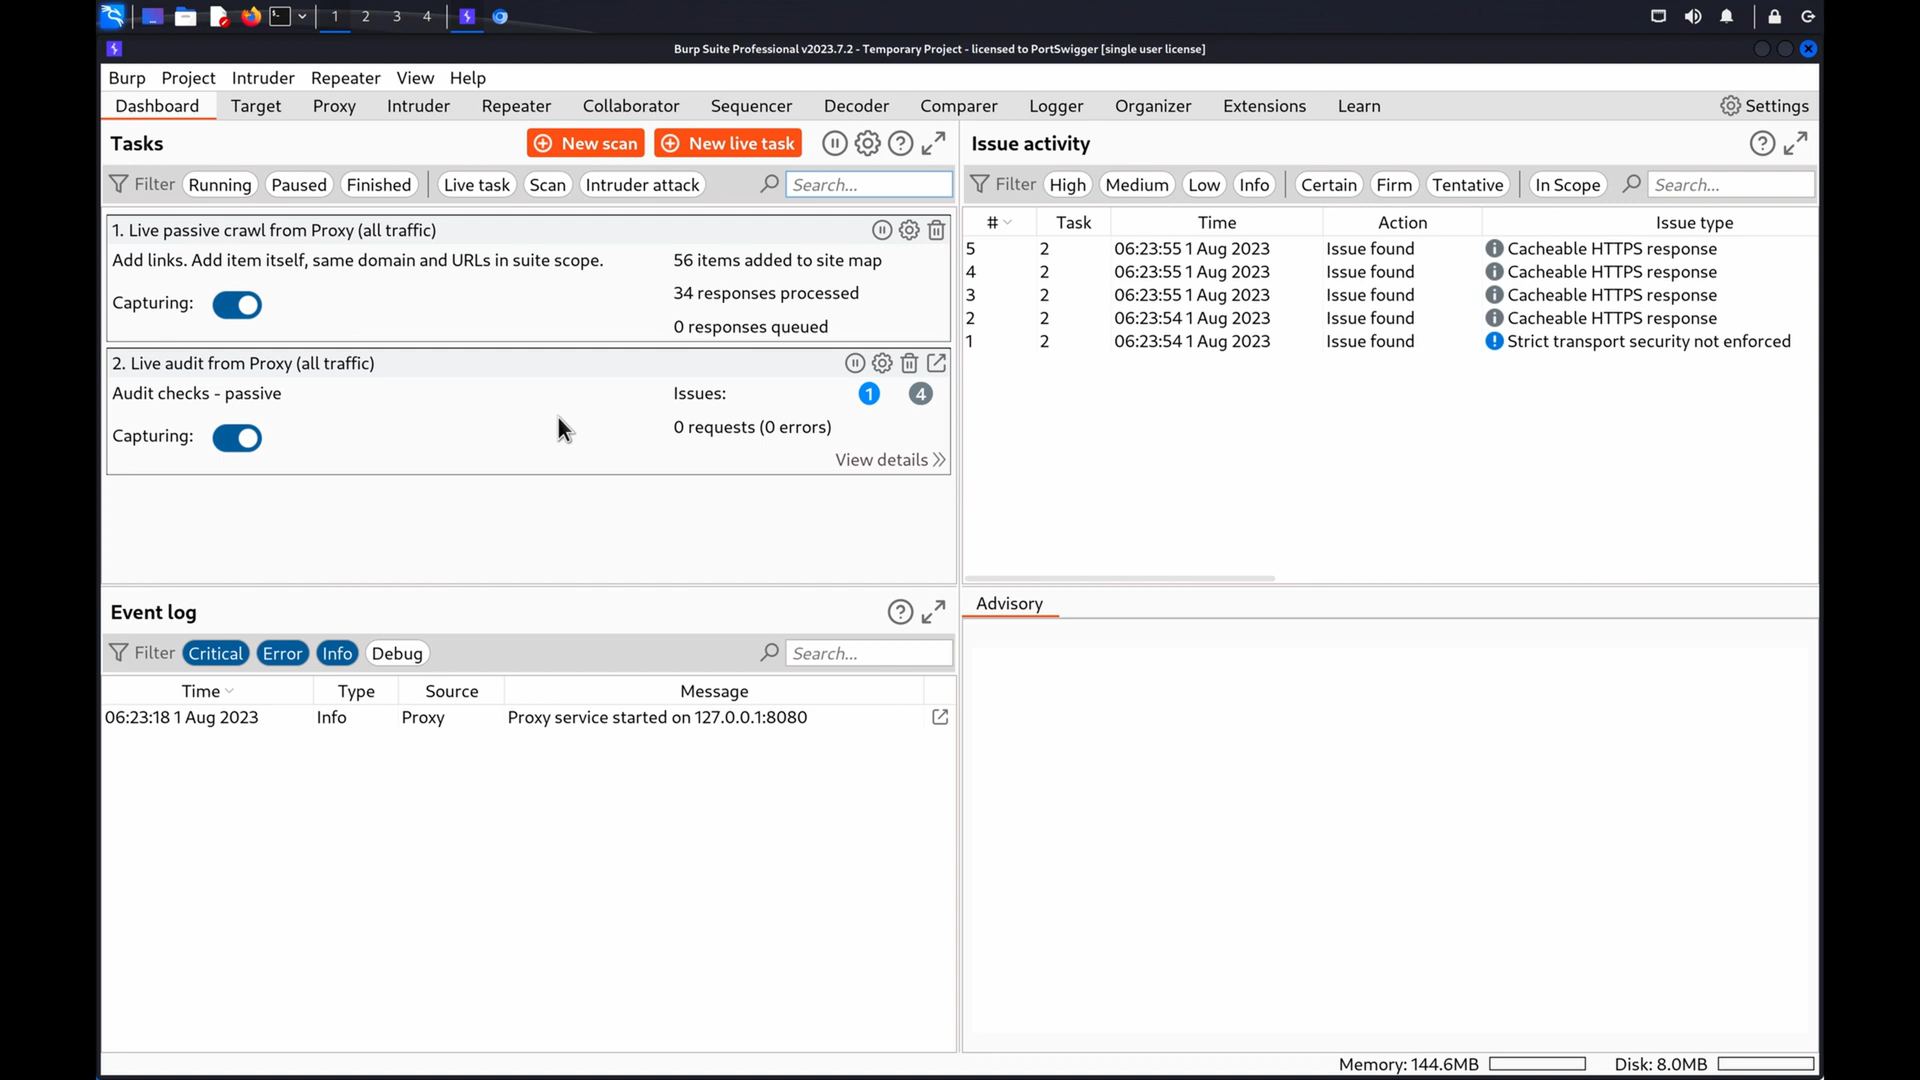 1 2 3 4
Burp Suite Professional v2023.7.2 - Temporary Project - licensed to PortSwigger [single user license]
Burp Project Intruder Repeater View Help
Dashboard Target Proxy Intruder Repeater Collaborator Sequencer Decoder Comparer Logger Organizer Extensions Learn Settings
Tasks New scan New live task
Filter Running Paused Finished Live task Scan Intruder attack Search...
1. Live passive crawl from Proxy (all traffic)
Add links. Add item itself, same domain and URLs in suite scope. 56 items added to site map
Capturing: 34 responses processed
0 responses queued
2. Live audit from Proxy (all traffic)
Audit checks - passive Issues: 1 4
Capturing: 0 requests (0 errors)
View details
Issue activity
Filter High Medium Low Info Certain Firm Tentative In Scope Search...
# Task Time Action Issue type
5 2 06:23:55 1 Aug 2023 Issue found Cacheable HTTPS response
4 2 06:23:55 1 Aug 2023 Issue found Cacheable HTTPS response
3 2 06:23:55 1 Aug 2023 Issue found Cacheable HTTPS response
2 2 06:23:54 1 Aug 2023 Issue found Cacheable HTTPS response
1 2 06:23:54 1 Aug 2023 Issue found Strict transport security not enforced
Event log
Filter Critical Error Info Debug Search...
Time Type Source Message
06:23:18 1 Aug 2023 Info Proxy Proxy service started on 127.0.0.1:8080
Advisory
Memory: 144.6MB Disk: 8.0MB